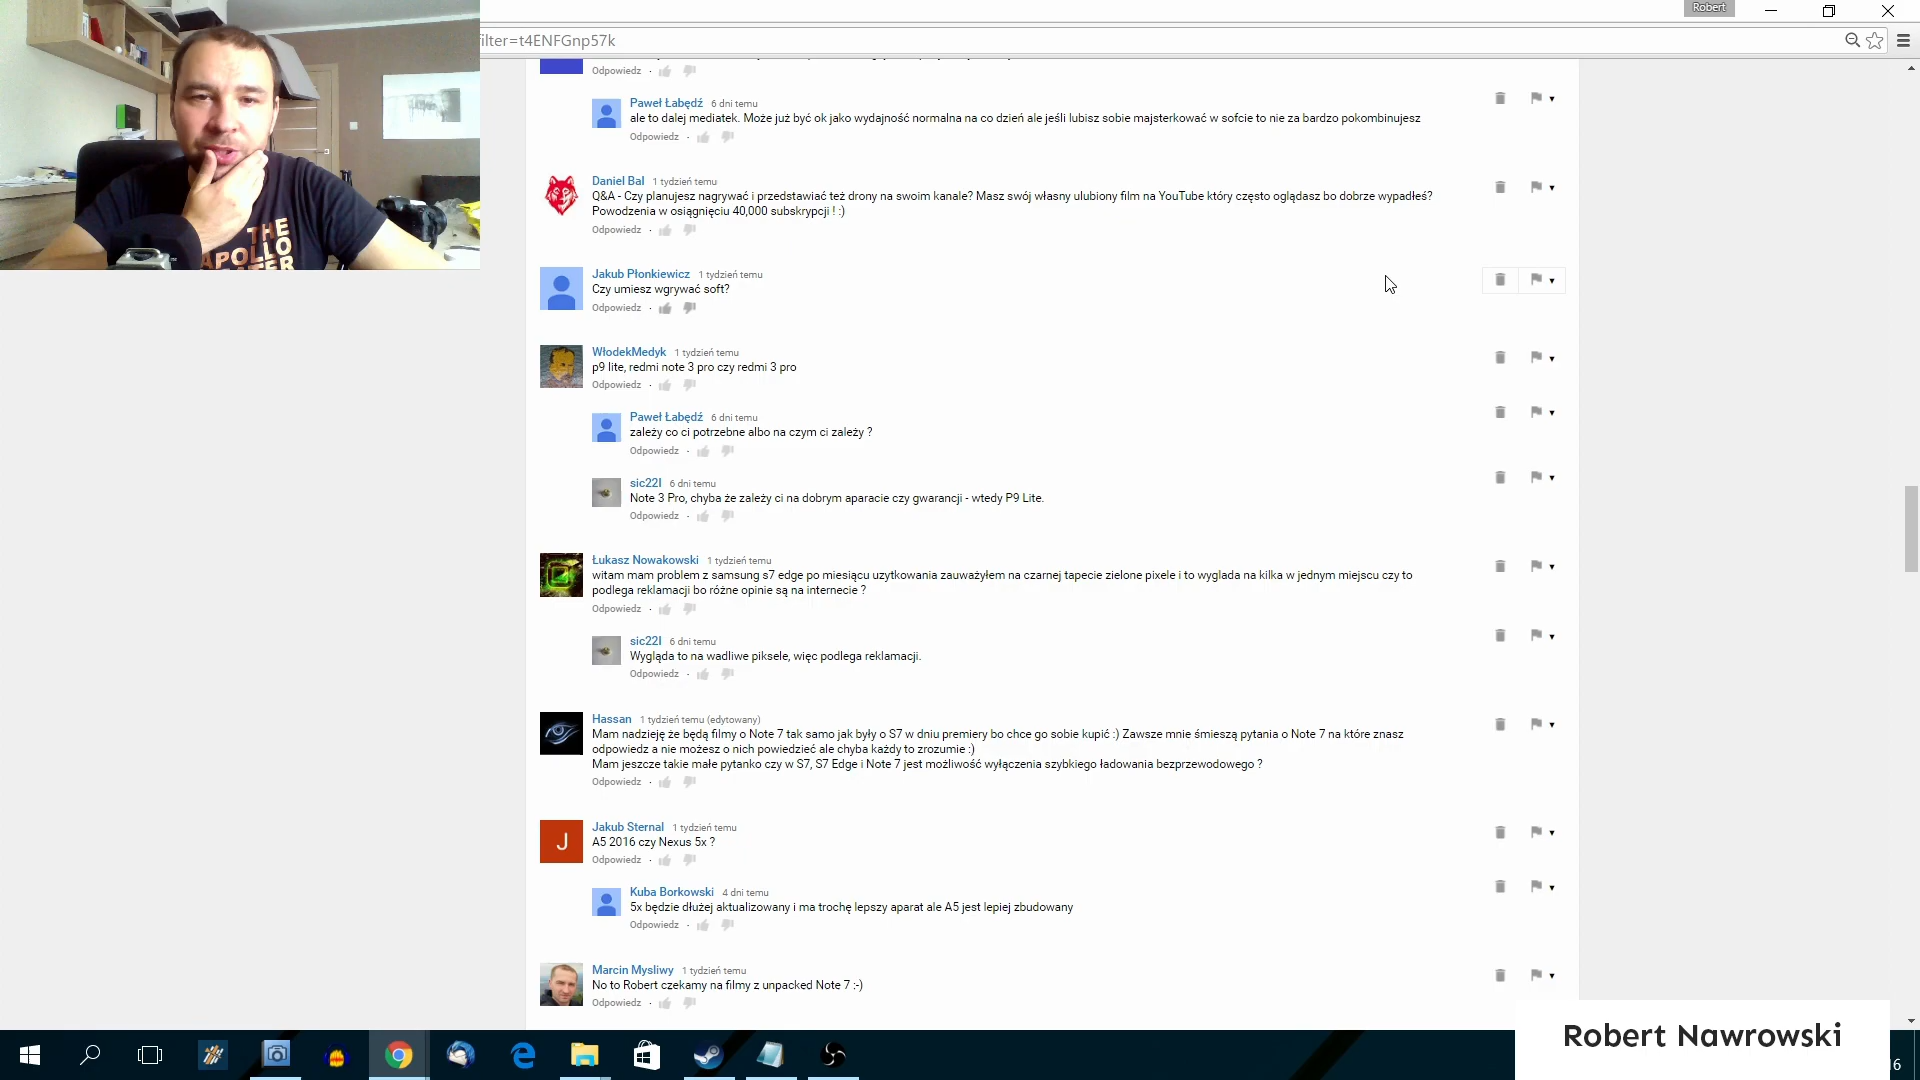 Robert
ilter=t4ENFGnp57k
Odpowiedz ·
Paweł Łabędź 6 dni temu
ale to dalej mediatek. Może już być ok jako wydajność normalna na co dzień ale jeśli lubisz sobie majsterkować w sofcie to nie za bardzo pokombinujesz
Odpowiedz ·
Daniel Bal 1 tydzień temu
Q&A - Czy planujesz nagrywać i przedstawiać też drony na swoim kanale? Masz swój własny ulubiony film na YouTube który często oglądasz bo dobrze wypadłeś?
Powodzenia w osiągnięciu 40,000 subskrypcji ! :)
Odpowiedz ·
Jakub Płonkiewicz 1 tydzień temu
Czy umiesz wgrywać soft?
Odpowiedz ·
WłodekMedyk 1 tydzień temu
p9 lite, redmi note 3 pro czy redmi 3 pro
Odpowiedz ·
Paweł Łabędź 6 dni temu
zależy co ci potrzebne albo na czym ci zależy ?
Odpowiedz ·
sic22l 6 dni temu
Note 3 Pro, chyba że zależy ci na dobrym aparacie czy gwarancji - wtedy P9 Lite.
Odpowiedz ·
Łukasz Nowakowski 1 tydzień temu
witam mam problem z samsung s7 edge po miesiącu uzytkowania zauważyłem na czarnej tapecie zielone pixele i to wyglada na kilka w jednym miejscu czy to
podlega reklamacji bo różne opinie są na internecie ?
Odpowiedz ·
sic22l 6 dni temu
Wygląda to na wadliwe piksele, więc podlega reklamacji.
Odpowiedz ·
Hassan 1 tydzień temu (edytowany)
Mam nadzieję że będą filmy o Note 7 tak samo jak były o S7 w dniu premiery bo chce go sobie kupić :) Zawsze mnie śmieszą pytania o Note 7 na które znasz
odpowiedz a nie możesz o nich powiedzieć ale chyba każdy to zrozumie :)
Mam jeszcze takie małe pytanko czy w S7, S7 Edge i Note 7 jest możliwość wyłączenia szybkiego ładowania bezprzewodowego ?
Odpowiedz ·
J
Jakub Sternal 1 tydzień temu
A5 2016 czy Nexus 5x ?
Odpowiedz ·
Kuba Borkowski 4 dni temu
5x będzie dłużej aktualizowany i ma trochę lepszy aparat ale A5 jest lepiej zbudowany
Odpowiedz ·
Marcin Mysliwy 1 tydzień temu
No to Robert czekamy na filmy z unpacked Note 7 :-)
Odpowiedz ·
THE
APOLLO
Robert Nawrowski
16